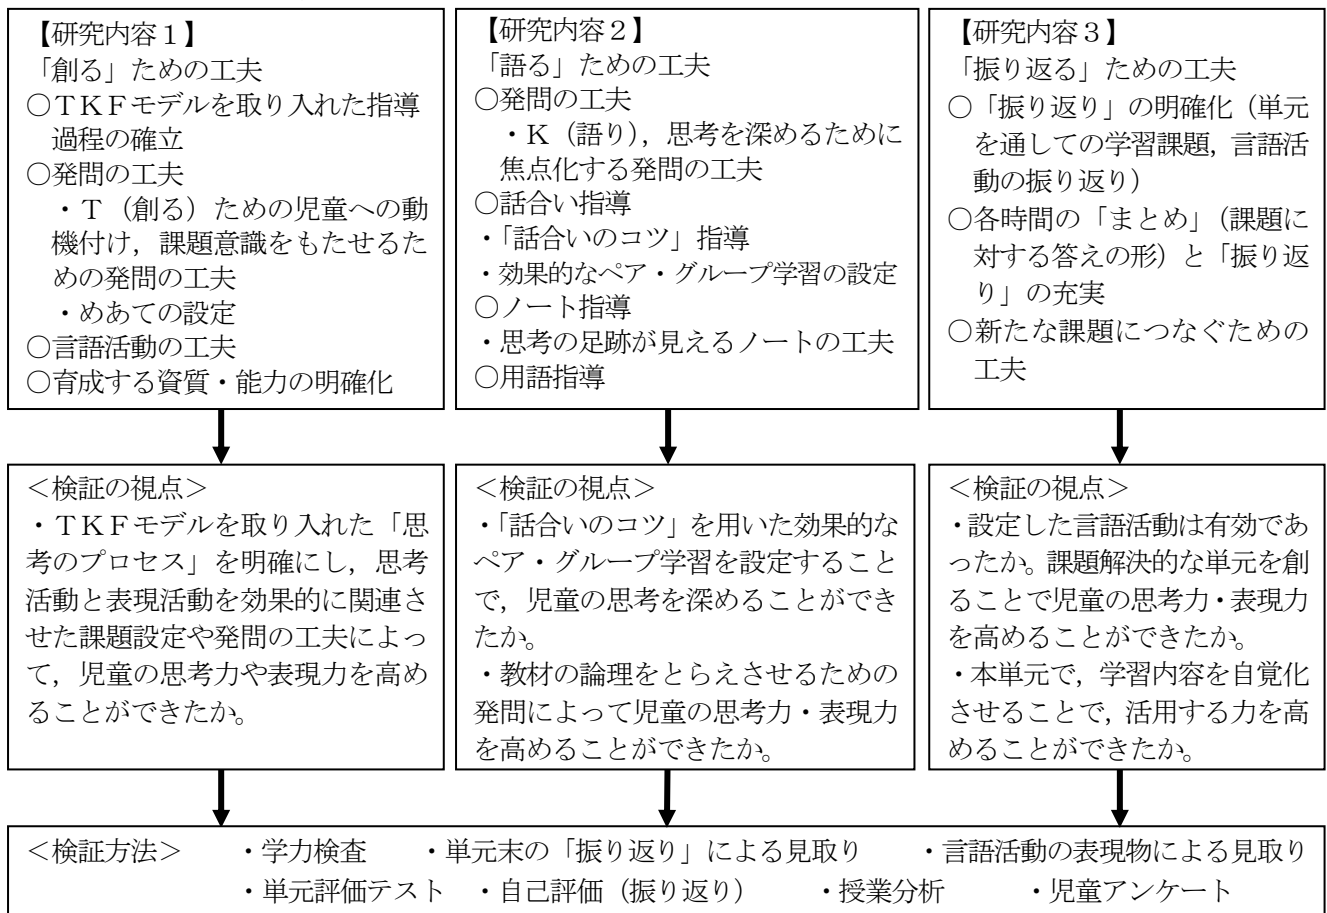 【研究内容１】
「創る」ための工夫
○ＴＫＦモデルを取り入れた指導
過程の確立
○発問の工夫
・Ｔ（創る）ための児童への動
機付け，課題意識をもたせるた
めの発問の工夫
・めあての設定
○言語活動の工夫
○育成する資質・能力の明確化
【研究内容２】
「語る」ための工夫
○発問の工夫
・Ｋ（語り），思考を深めるために
焦点化する発問の工夫
○話合い指導
・「話合いのコツ」指導
・効果的なペア・グループ学習の設定
○ノート指導
・思考の足跡が見えるノートの工夫
○用語指導
【研究内容３】
「振り返る」ための工夫
○「振り返り」の明確化（単元
を通しての学習課題，言語活
動の振り返り）
○各時間の「まとめ」（課題に
対する答えの形）と「振り返
り」の充実
○新たな課題につなぐための
工夫
＜検証の視点＞
・ＴＫＦモデルを取り入れた「思
考のプロセス」を明確にし，思考
活動と表現活動を効果的に関連さ
せた課題設定や発問の工夫によっ
て，児童の思考力や表現力を高め
ることができたか。
＜検証の視点＞
・「話合いのコツ」を用いた効果的な
ペア・グループ学習を設定すること
で，児童の思考を深めることができ
たか。
・教材の論理をとらえさせるための
発問によって児童の思考力・表現力
を高めることができたか。
＜検証の視点＞
・設定した言語活動は有効であ
ったか。課題解決的な単元を創
ることで児童の思考力・表現力
を高めることができたか。
・本単元で，学習内容を自覚化
させることで，活用する力を高
めることができたか。
＜検証方法＞ ・学力検査 ・単元末の「振り返り」による見取り ・言語活動の表現物による見取り
・単元評価テスト ・自己評価（振り返り） ・授業分析 ・児童アンケート